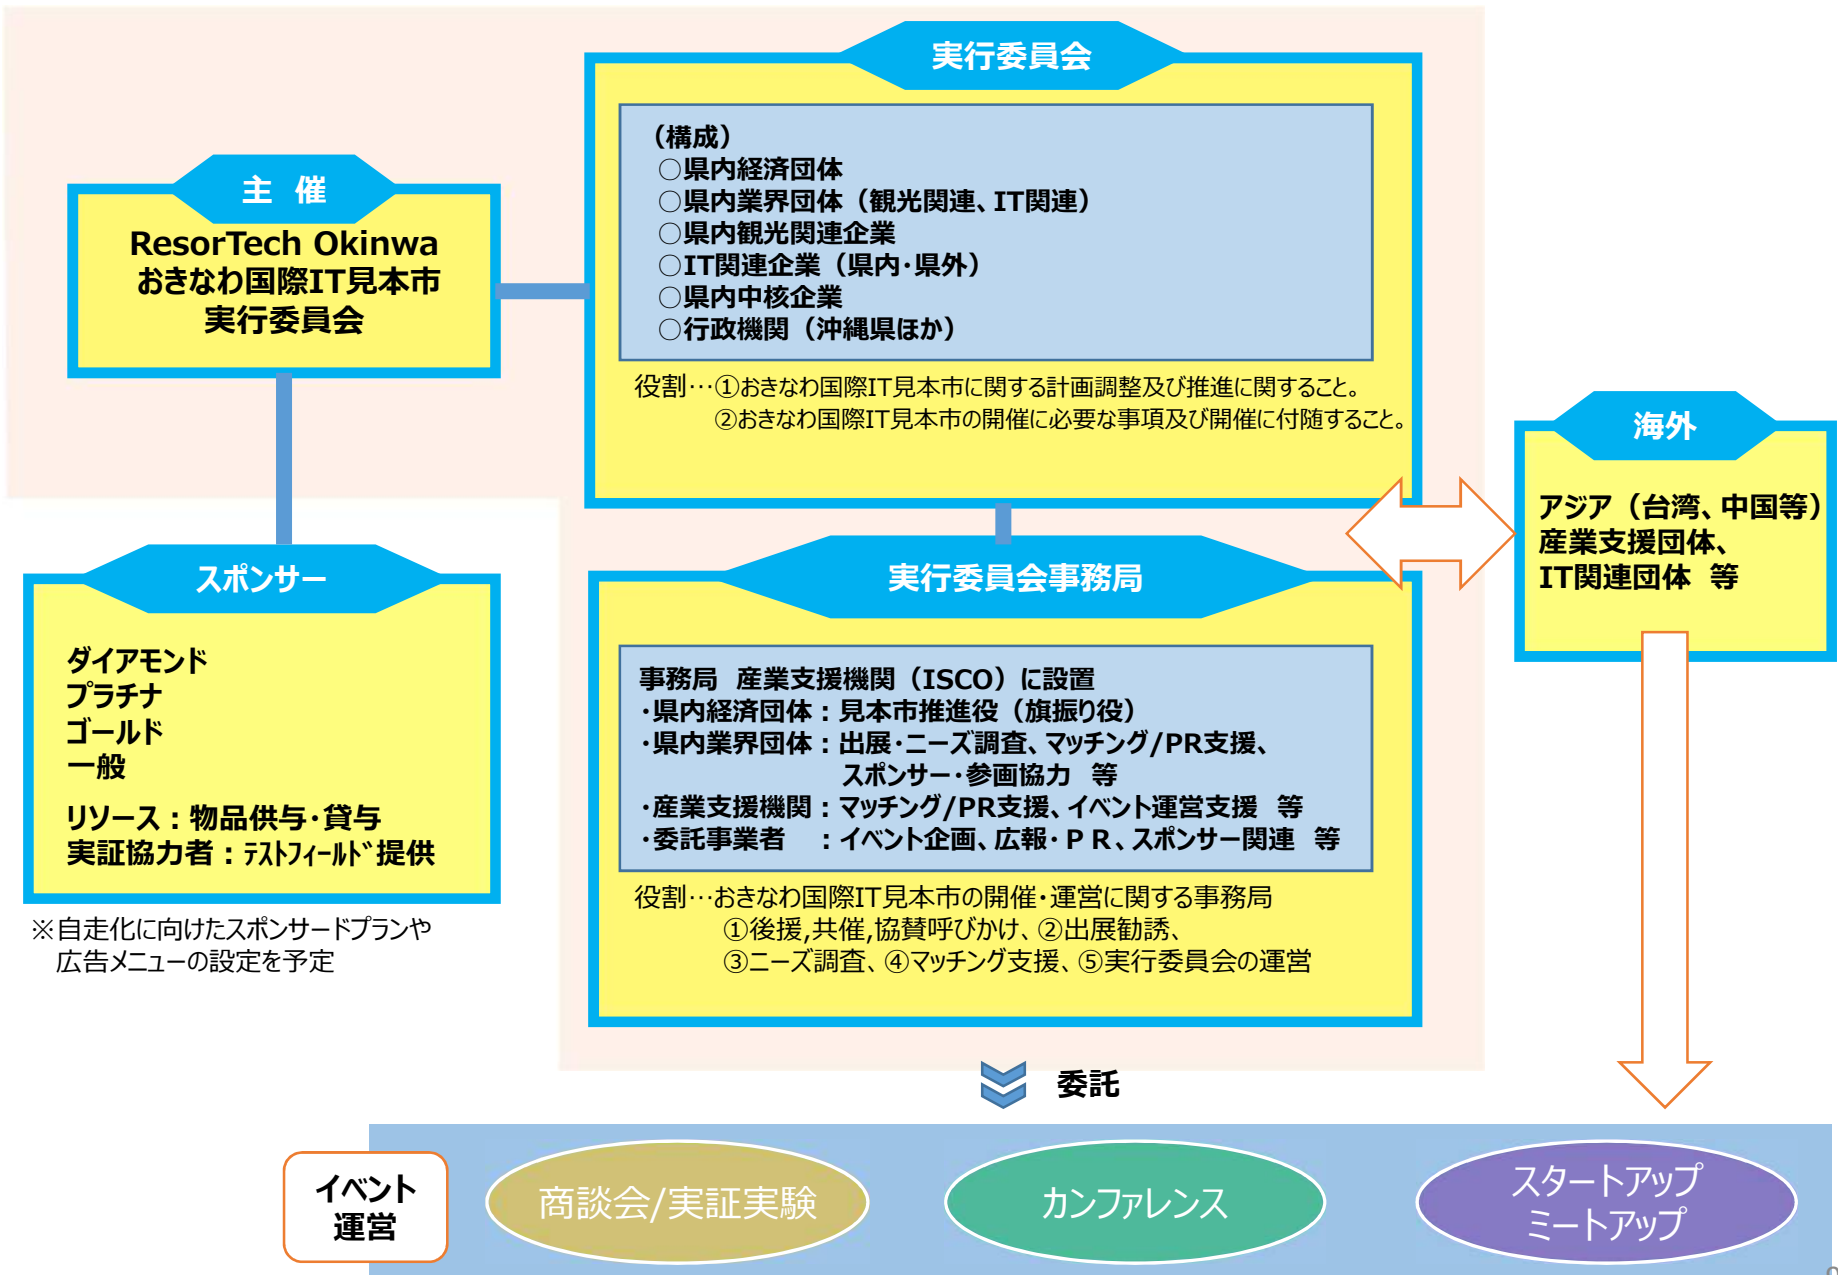 実行委員会
（構成）
○県内経済団体
○県内業界団体（観光関連、IT関連）
○県内観光関連企業
○IT関連企業（県内・県外）
○県内中核企業
○行政機関（沖縄県ほか）
役割…①おきなわ国際IT見本市に関する計画調整及び推進に関すること。
②おきなわ国際IT見本市の開催に必要な事項及び開催に付随すること。
主 催
ResorTech Okinwa
おきなわ国際IT見本市
実行委員会
海外
アジア（台湾、中国等）
産業支援団体、
IT関連団体 等
スポンサー
ダイアモンド
プラチナ
ゴールド
一般
リソース：物品供与・貸与
実証協力者：ﾃｽﾄﾌｨｰﾙﾄﾞ提供
※自走化に向けたスポンサードプランや
広告メニューの設定を予定
実行委員会事務局
事務局 産業支援機関（ISCO）に設置
・県内経済団体：見本市推進役（旗振り役）
・県内業界団体：出展・ニーズ調査、マッチング/PR支援、
スポンサー・参画協力 等
・産業支援機関：マッチング/PR支援、イベント運営支援 等
・委託事業者 ：イベント企画、広報・ＰＲ、スポンサー関連 等
役割…おきなわ国際IT見本市の開催・運営に関する事務局
①後援,共催,協賛呼びかけ、②出展勧誘、
③ニーズ調査、④マッチング支援、⑤実行委員会の運営
委託
イベント
運営
商談会/実証実験
カンファレンス
スタートアップ
ミートアップ